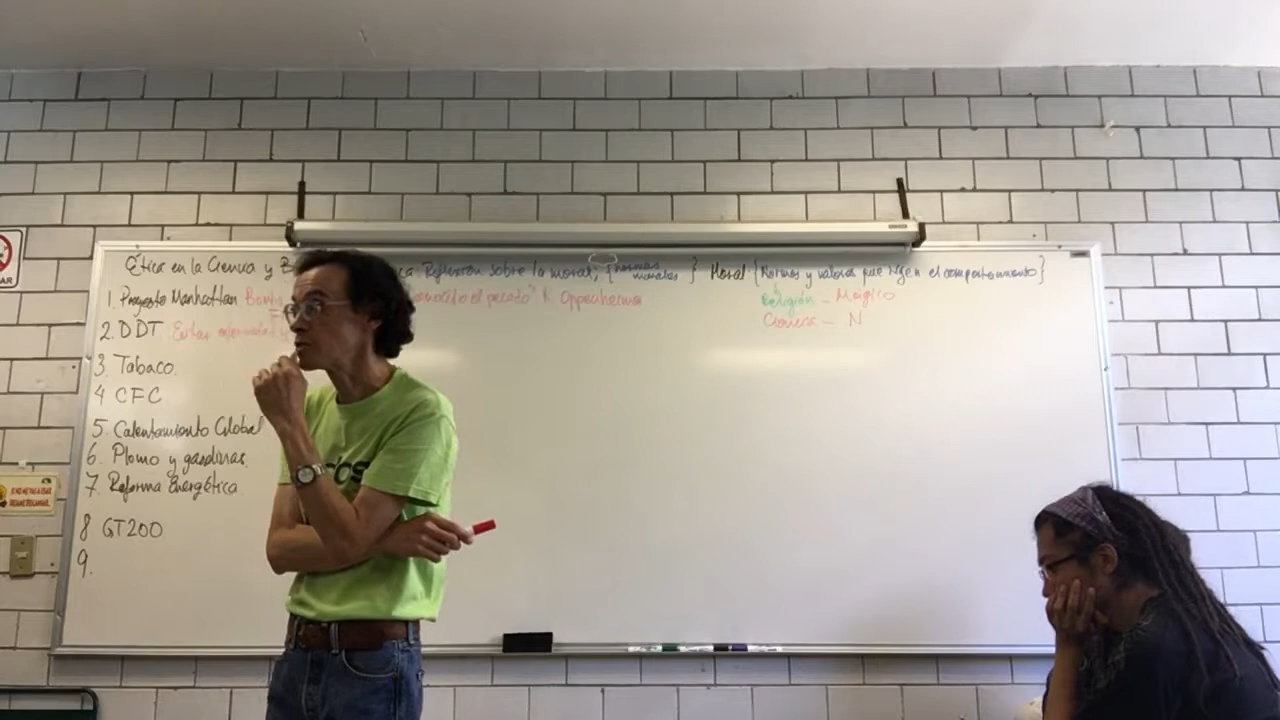 Ética en la Ciencia y Reflexión sobre la moral, {normas morales} Moral {Normas y valores que rigen el comportamiento}
1. Proyecto Manhattan el pecado" R. Oppenheimer
Religión - Mágico
2. DDT Evitar
Ciencia - N
3. Tabaco
4 CFC
5. Calentamiento Global
6. Plomo y gasolinas
7. Reforma Energética
8 GT200
9.